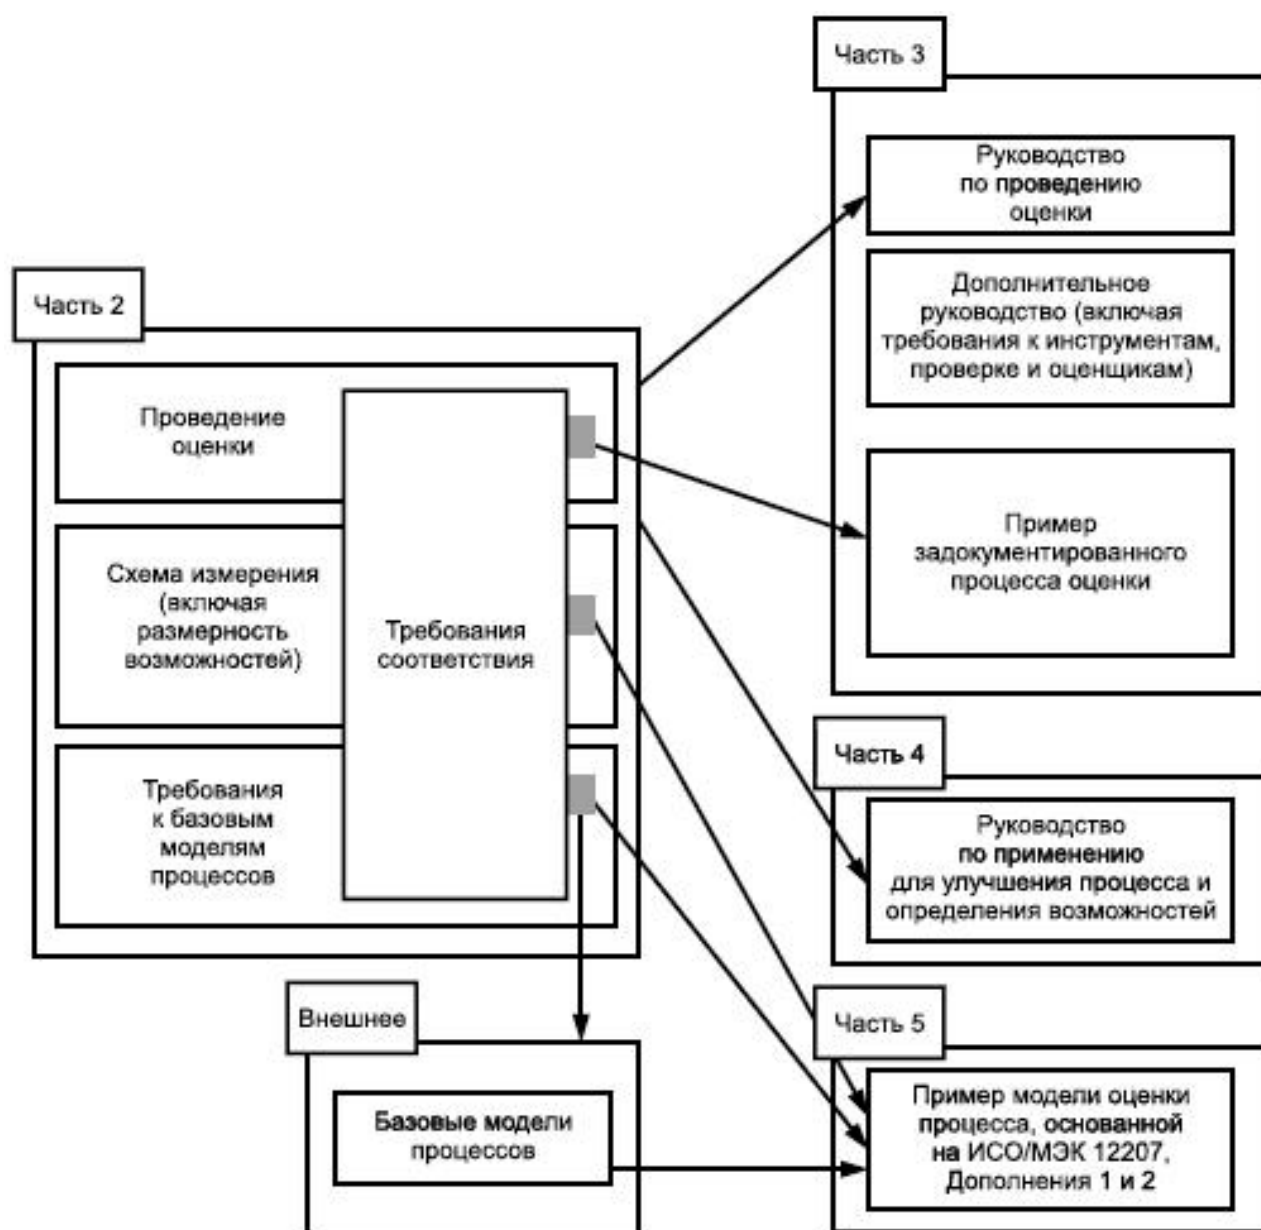 Часть 3
Руководство
по проведению
оценки
Дополнительное
руководство (включая
требования к инструментам,
проверке и оценщикам)
Пример
задокументированного
процесса оценки
Часть 2
Проведение
оценки
Схема измерения
(включая
размерность
возможностей)
Требования
соответствия
Требования
к базовым
моделям
процессов
Часть 4
Руководство
по применению
для улучшения процесса и
определения возможностей
Внешнее
Базовые модели
процессов
Часть 5
Пример модели оценки
процесса, основанной
на ИСО/МЭК 12207,
Дополнения 1 и 2